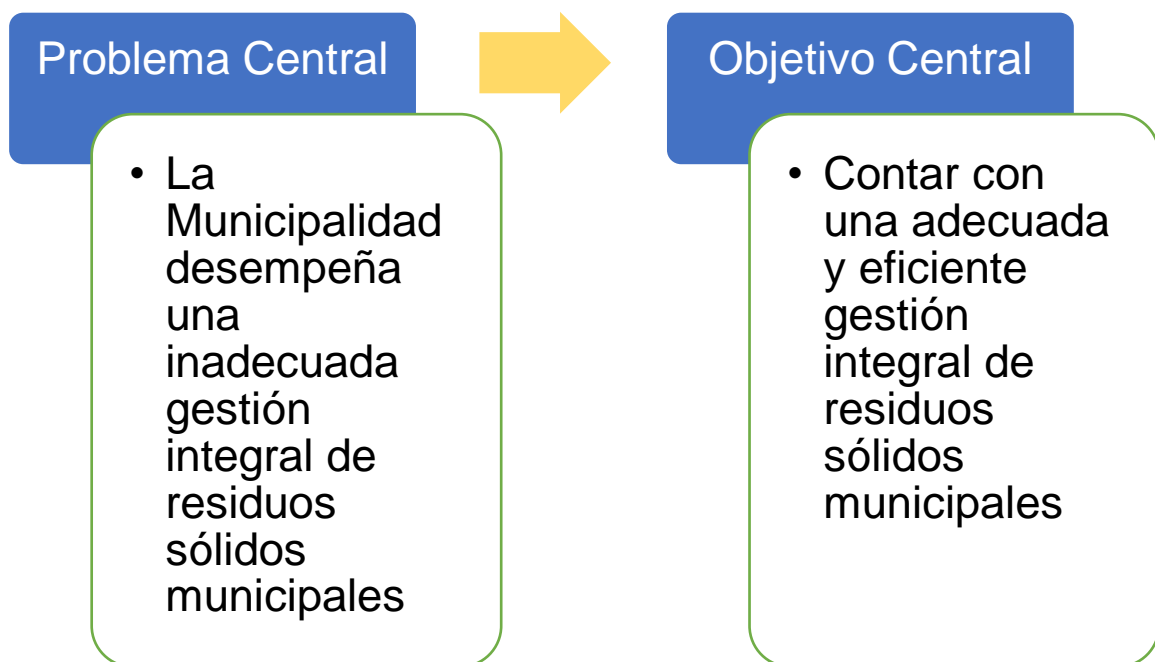 Problema Central
• La
Municipalidad
desempeña
una
inadecuada
gestión
integral de
residuos
sólidos
municipales
Objetivo Central
• Contar con
una adecuada
y eficiente
gestión
integral de
residuos
sólidos
municipales